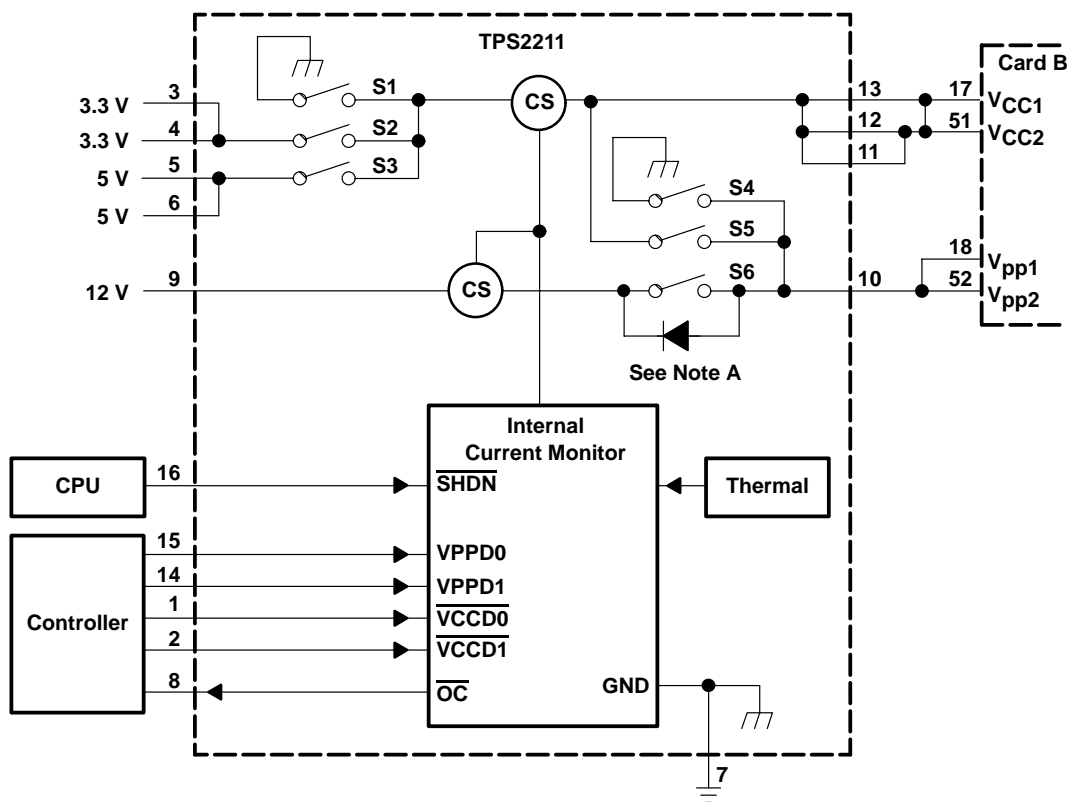 TPS2211
Card B
S1
CS
3
3.3 V
S2
4
3.3 V
S3
5
5 V
6
5 V
13
17
VCC1
12
51
VCC2
11
S4
S5
S6
18
Vpp1
9
12 V
CS
10
52
Vpp2
See Note A
Internal
Current Monitor
CPU
16
SHDN
Thermal
Controller
15
VPPD0
14
VPPD1
1
VCCD0
2
VCCD1
8
OC
GND
7